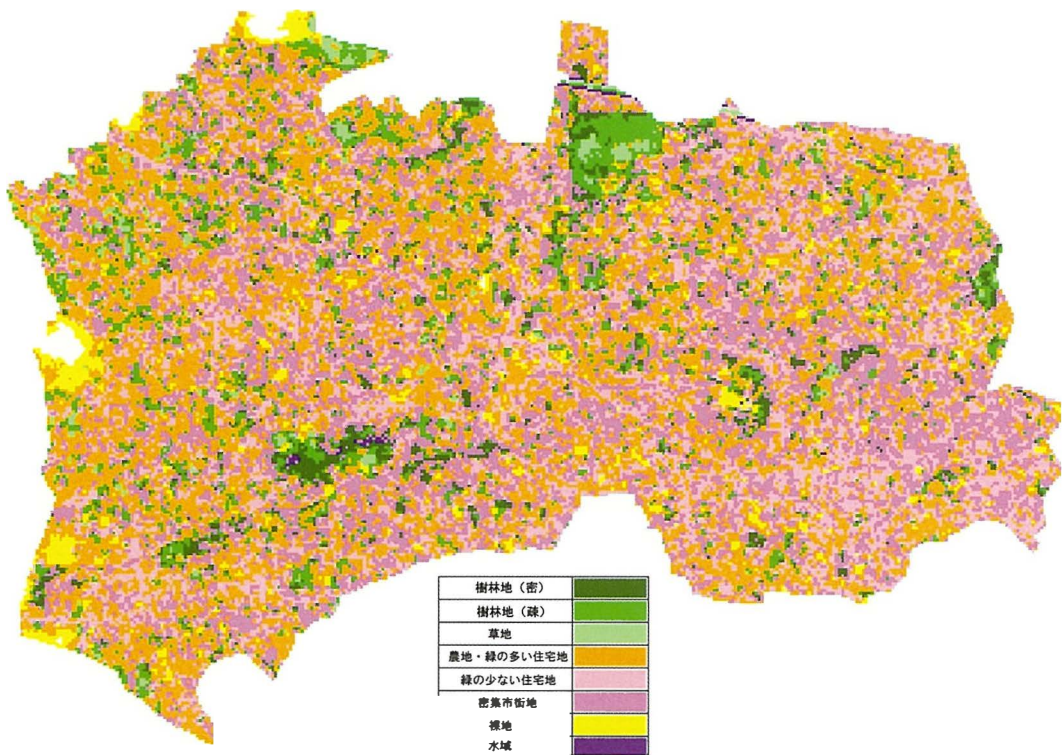 樹林地（密）
樹林地（疎）
草地
農地・緑の多い住宅地
緑の少ない住宅地
密集市街地
裸地
水域